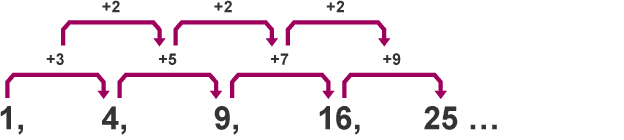 +2 +2 +2
+3 +5 +7 +9
1, 4, 9, 16, 25 ...